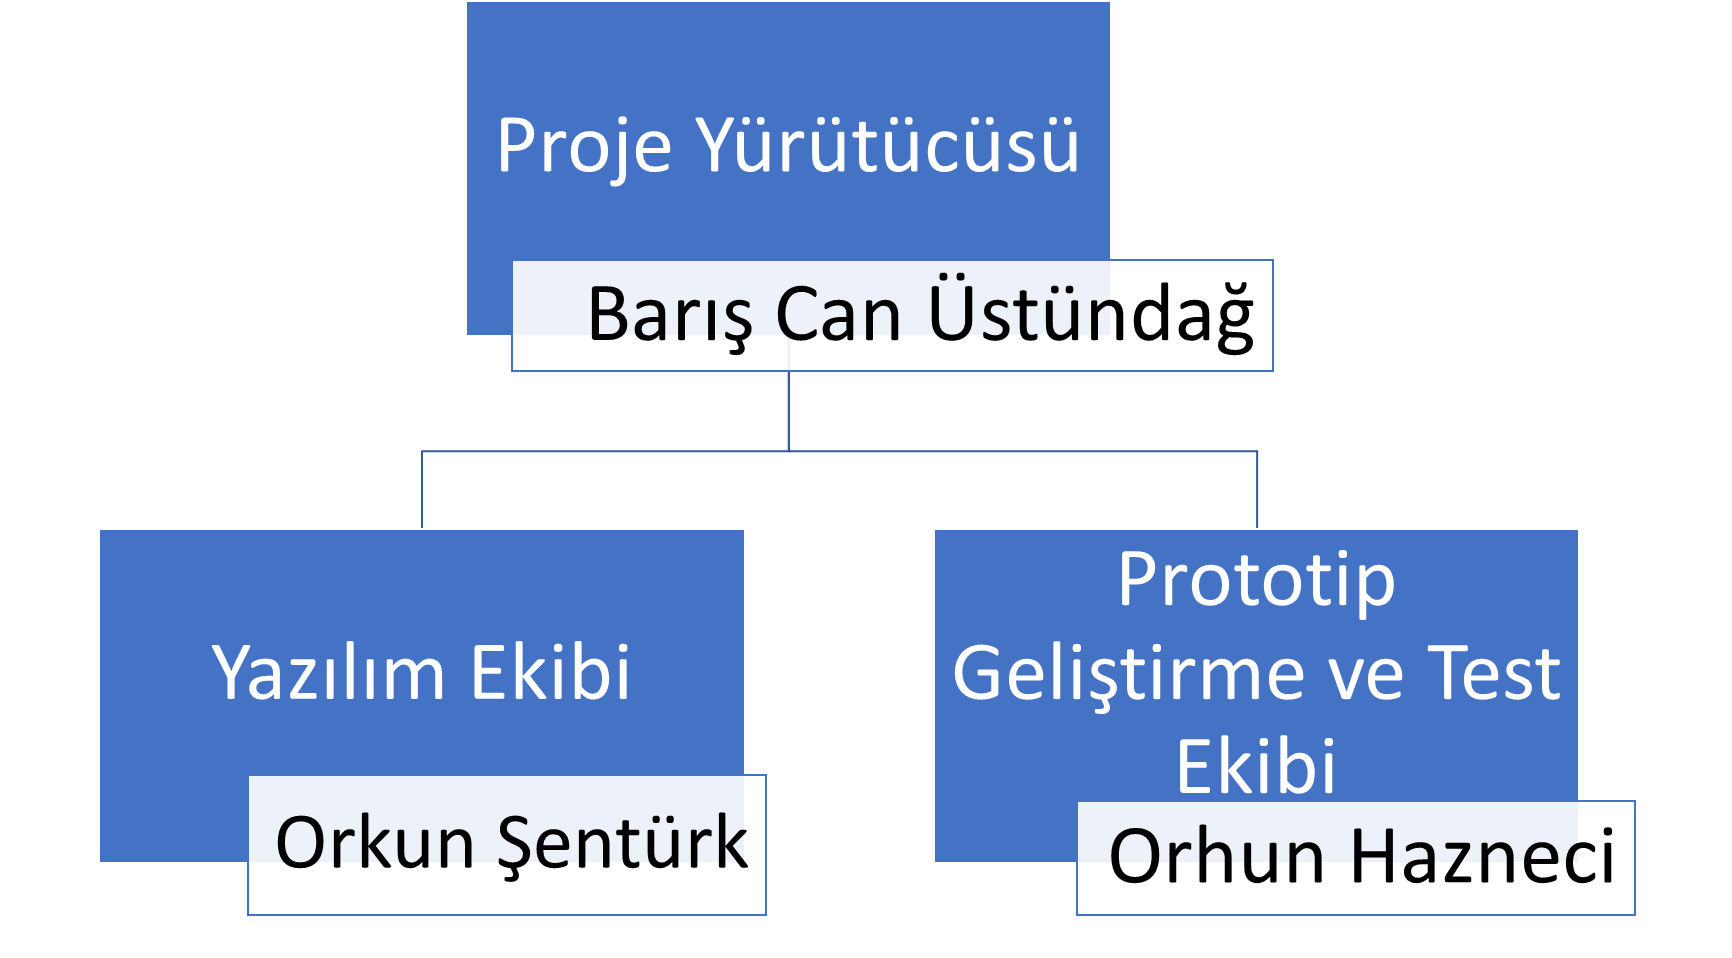 Proje Yürütücüsü
Barış Can Üstündağ
Yazılım Ekibi
Orkun Şentürk
Prototip
Geliştirme ve Test
Ekibi
Orhun Hazneci